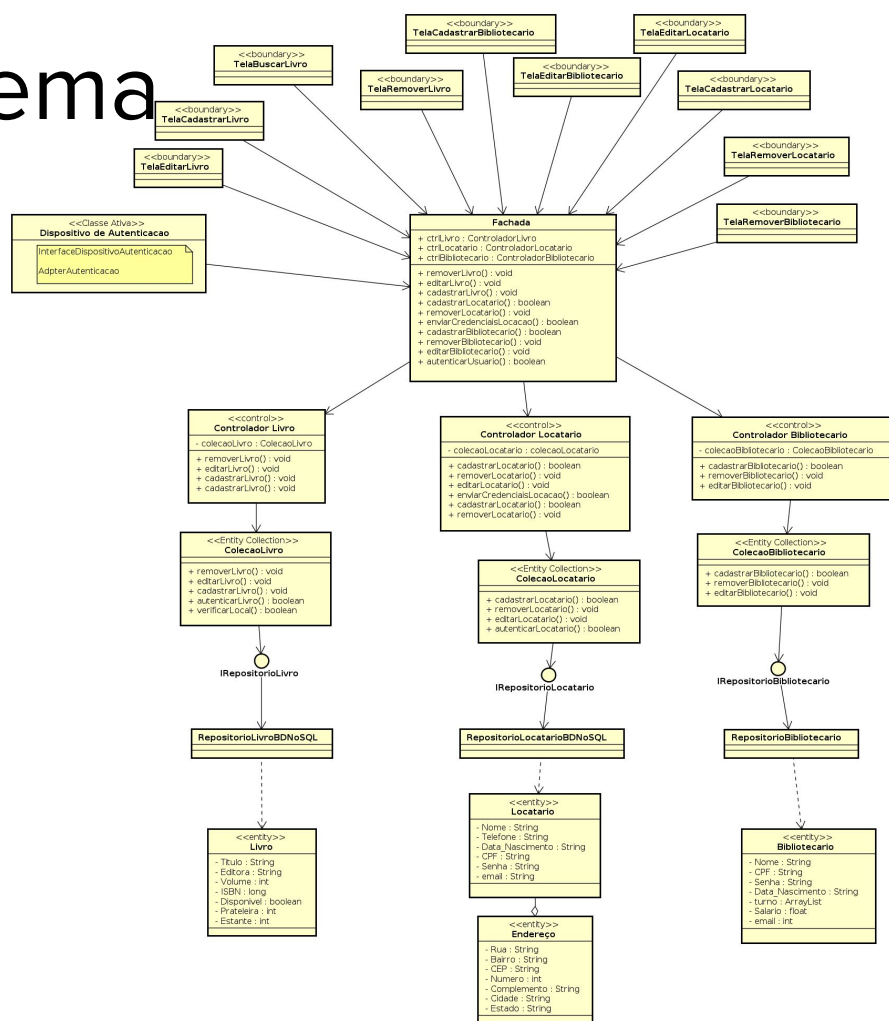 ema
<<boundary>>
TelaCadastrarBibliotecario
<<boundary>>
TelaEditarLocatario
<<boundary>>
TelaBuscarLivro
<<boundary>>
TelaRemoverLivro
<<boundary>>
TelaEditarBibliotecario
<<boundary>>
TelaCadastrarLocatario
<<boundary>>
TelaCadastrarLivro
<<boundary>>
TelaEditarLivro
<<boundary>>
TelaRemoverLocatario
<<boundary>>
TelaRemoverBibliotecario
<<Classe Ativa>>
Dispositivo de Autenticacao
InterfaceDispositivoAutenticacao
AdpterAutenticacao
Fachada
+ ctrlLivro : ControladorLivro
+ ctrlLocatario : ControladorLocatario
+ ctrlBibliotecario : ControladorBibliotecario
+ removerLivro() : void
+ editarLivro() : void
+ cadastrarLivro() : void
+ cadastrarLocatario() : boolean
+ removerLocatario() : void
+ enviarCredenciaisLocacao() : boolean
+ cadastrarBibliotecario() : boolean
+ removerBibliotecario() : void
+ editarBibliotecario() : void
+ autenticarUsuario() : boolean
<<control>>
Controlador Livro
- colecaoLivro : ColecaoLivro
+ removerLivro() : void
+ editarLivro() : void
+ cadastrarLivro() : void
+ cadastrarLivro() : void
<<control>>
Controlador Locatario
- colecaoLocatario : colecaoLocatario
+ cadastrarLocatario() : boolean
+ removerLocatario() : void
+ editarLocatario() : void
+ enviarCredenciaisLocacao() : boolean
+ cadastrarLocatario() : boolean
+ removerLocatario() : void
<<control>>
Controlador Bibliotecario
- colecaoBibliotecario : ColecaoBibliotecario
+ cadastrarBibliotecario() : boolean
+ removerBibliotecario() : void
+ editarBibliotecario() : void
<<Entity Collection>>
ColecaoLivro
+ removerLivro() : void
+ editarLivro() : void
+ cadastrarLivro() : void
+ autenticarLivro() : boolean
+ verificarLocal() : boolean
<<Entity Collection>>
ColecaoLocatario
+ cadastrarLocatario() : boolean
+ removerLocatario() : void
+ editarLocatario() : void
+ autenticarLocatario() : boolean
<<Entity Collection>>
ColecaoBibliotecario
+ cadastrarBibliotecario() : boolean
+ removerBibliotecario() : void
+ editarBibliotecario() : void
IRepositorioLivro
IRepositorioLocatario
IRepositorioBibliotecario
RepositorioLivroBDNoSQL
RepositorioLocatarioBDNoSQL
RepositorioBibliotecario
<<entity>>
Livro
- Titulo : String
- Editora : String
- Volume : int
- ISBN : long
- Disponivel : boolean
- Prateleira : int
- Estante : int
<<entity>>
Locatario
- Nome : String
- Telefone : String
- Data_Nascimento : String
- CPF : String
- Senha : String
- email : String
<<entity>>
Bibliotecario
- Nome : String
- CPF : String
- Senha : String
- Data_Nascimento : String
- turno : ArrayList
- Salario : float
- email : int
<<entity>>
Endereço
- Rua : String
- Bairro : String
- CEP : String
- Numero : int
- Complemento : String
- Cidade : String
- Estado : String